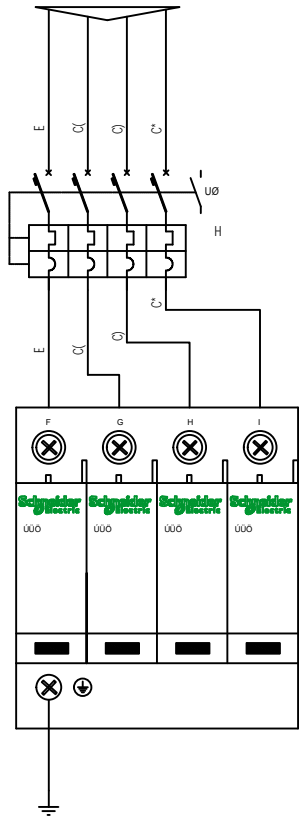 E C( C) C*
UØ
H
E C( C) C*
F G H I
Schneider Electric Schneider Electric Schneider Electric Schneider Electric
ÚÜÖ ÚÜÖ ÚÜÖ ÚÜÖ